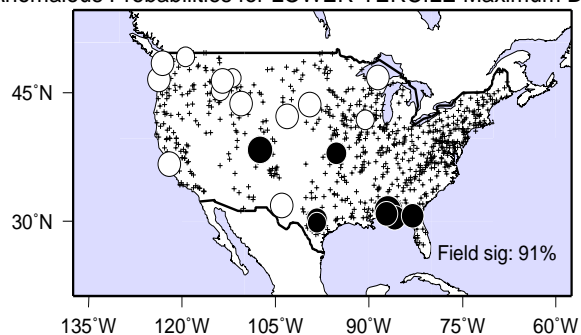 Anomalous Probabilities for LOWER TERCILE Maximum D
45°N
30°N
Field sig: 91%
135°W 120°W 105°W 90°W 75°W 60°W